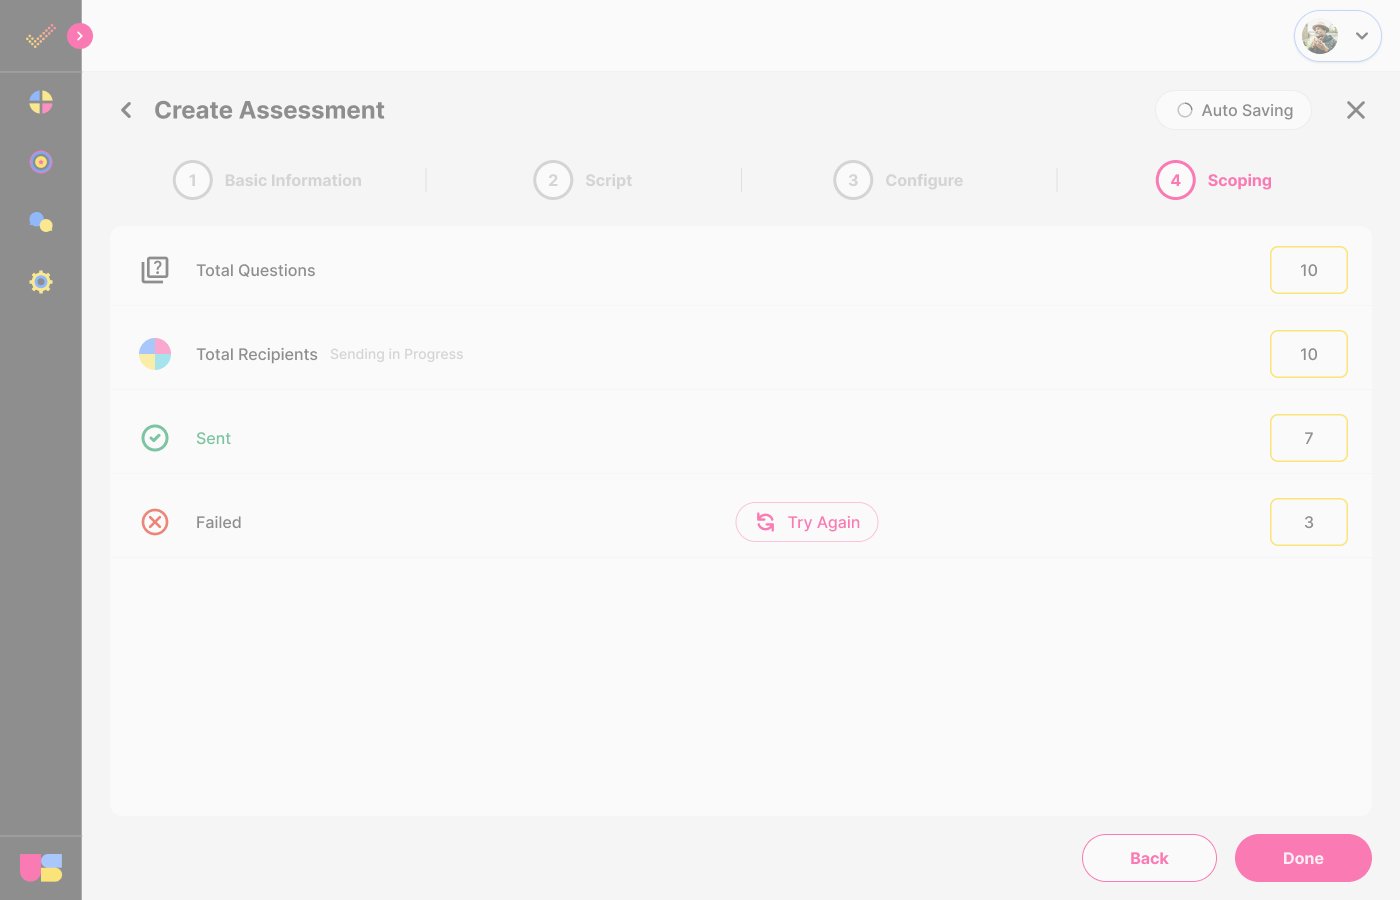 Create Assessment
Auto Saving
1 Basic Information
2 Script
3 Configure
4 Scoping
? Total Questions 10
Total Recipients Sending in Progress 10
Sent 7
Failed Try Again 3
Back Done